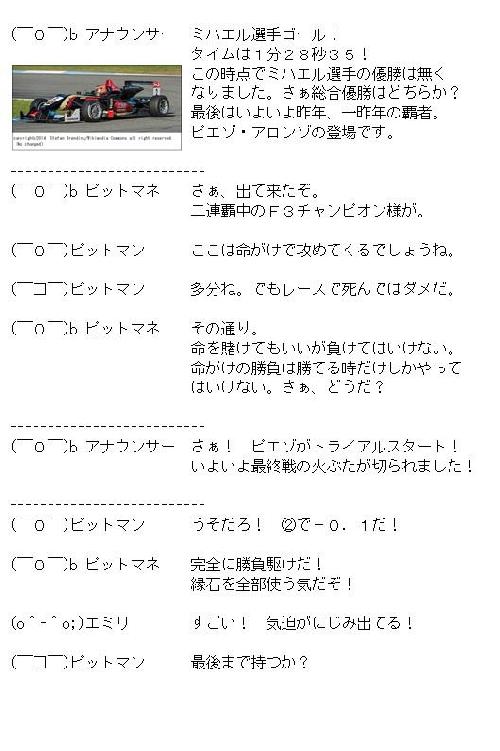 (￣Ｏ￣)b アナウンサー　ミハエル選手ゴール！
タイムは１分２８秒３５！
この時点でミハエル選手の優勝は無く
なりました。さぁ総合優勝はどちらか？
最後はいよいよ昨年、一昨年の覇者。
ピエゾ・アロンゾの登場です。
copyright©2014 Stefan Brending/Wikimedia Commons all right reserved
(No changed)
--------------------------
(￣Ｏ￣)b ピットマネ　さぁ、出て来たぞ。
二連覇中のＦ３チャンピオン様が。
(￣Ｏ￣)ピットマン　ここは命がけで攻めてくるでしょうね。
(￣コ￣)ピットマン　多分ね。でもレースで死んではダメだ。
(￣Ｏ￣)b ピットマネ　その通り。
命を賭けてもいいが負けてはいけない。
命がけの勝負は勝てる時だけしかやって
はいけない。さぁ、どうだ？
--------------------------
(￣Ｏ￣)b アナウンサー　さぁ！　ピエゾがトライアルスタート！
いよいよ最終戦の火ぶたが切られました！
--------------------------
(￣Ｏ￣)ピットマン　うそだろ！　②で－０．１だ！
(￣Ｏ￣)b ピットマネ　完全に勝負駆けだ！
縁石を全部使う気だぞ！
(o＾-＾o;)エミリ　すごい！　気迫がにじみ出てる！
(￣コ￣)ピットマン　最後まで持つか？